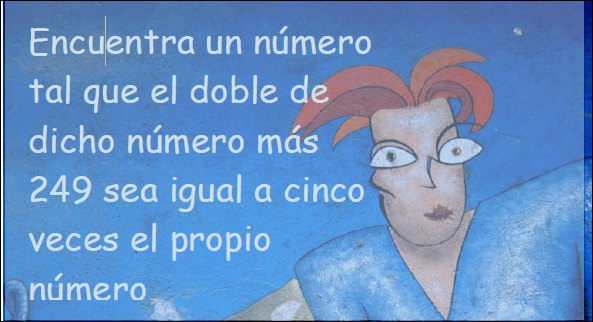 Encuentra un número
tal que el doble de
dicho número más
249 sea igual a cinco
veces el propio
número